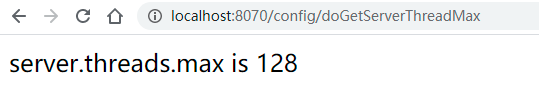 localhost:8070/config/doGetServerThreadMax
server.threads.max is 128